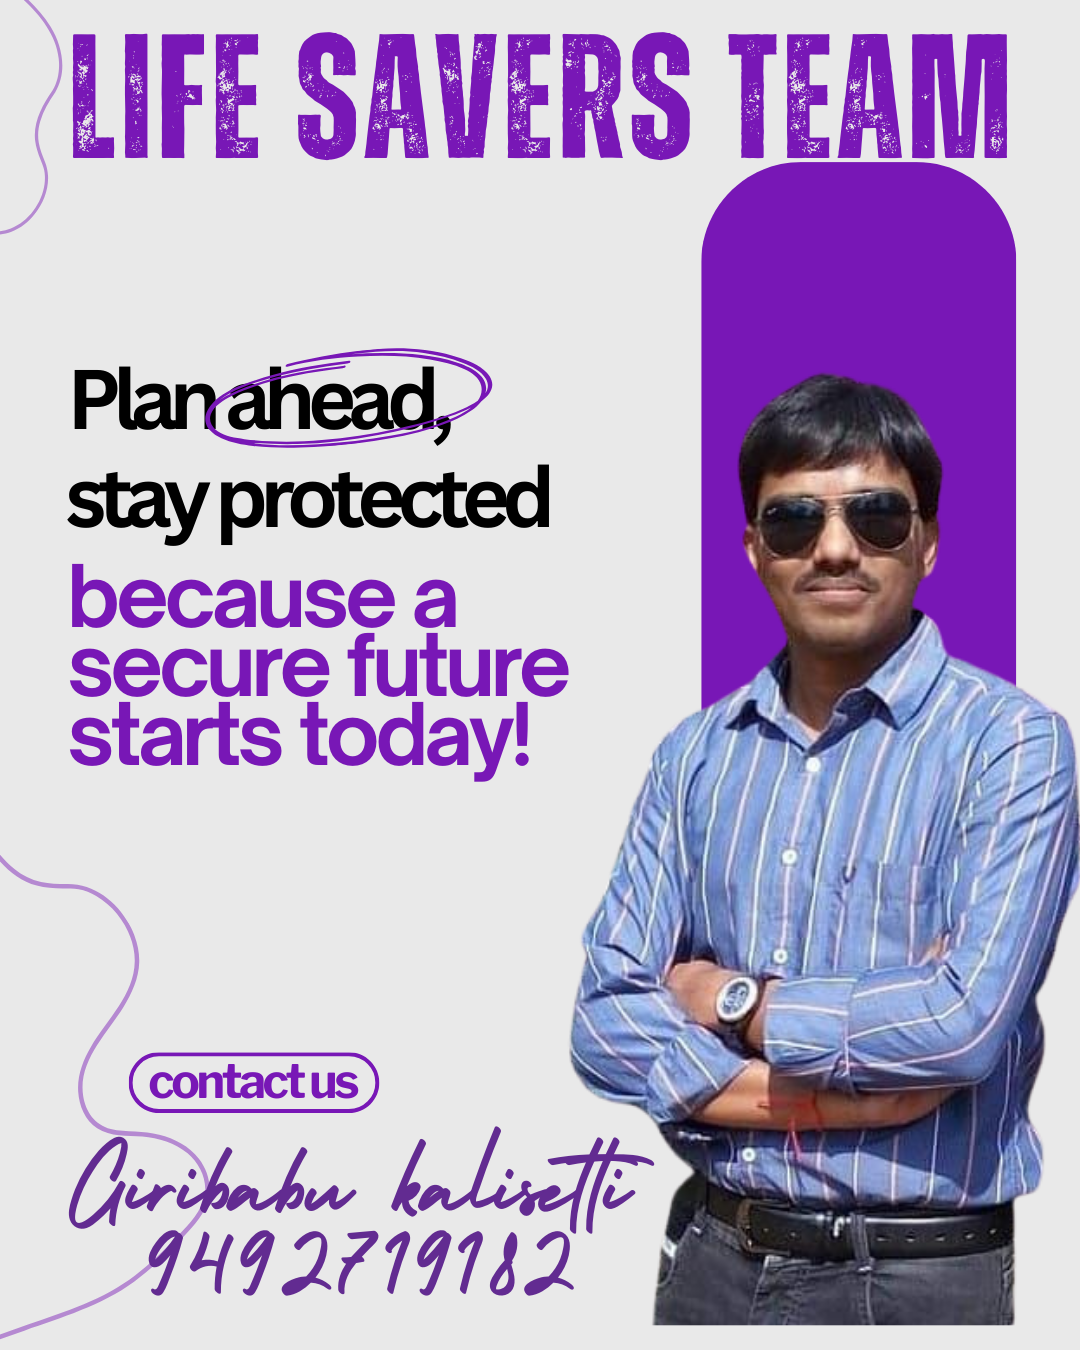 LIFE SAVERS TEAM
Plan ahead,
stay protected
because a
secure future
starts today!
contact us
Giribabu kalisetti
9492719182